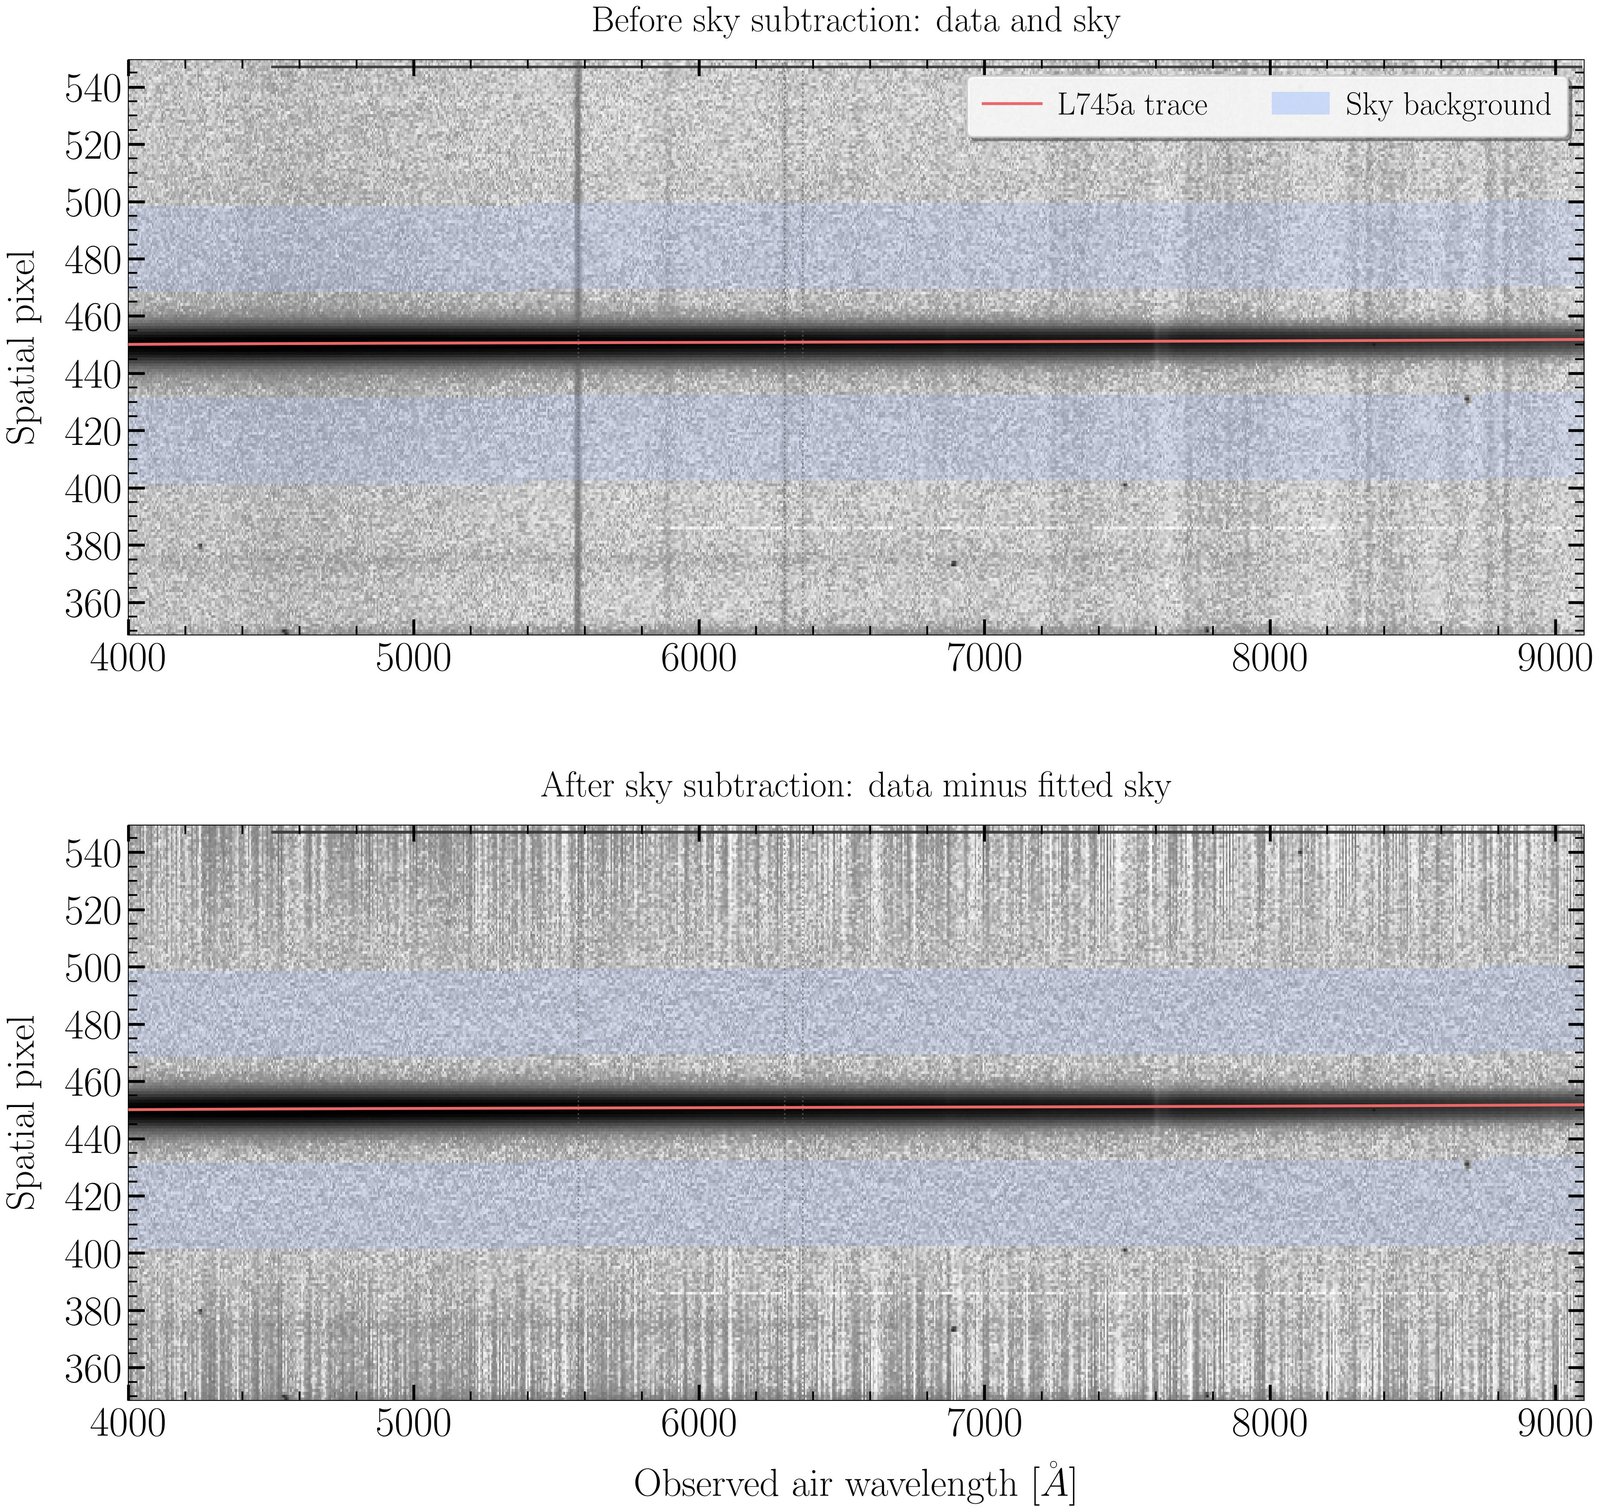 Before sky subtraction: data and sky
L745a trace
Sky background
Spatial pixel
540
520
500
480
460
440
420
400
380
360
4000 5000 6000 7000 8000 9000
After sky subtraction: data minus fitted sky
Spatial pixel
540
520
500
480
460
440
420
400
380
360
4000 5000 6000 7000 8000 9000
Observed air wavelength [Å]